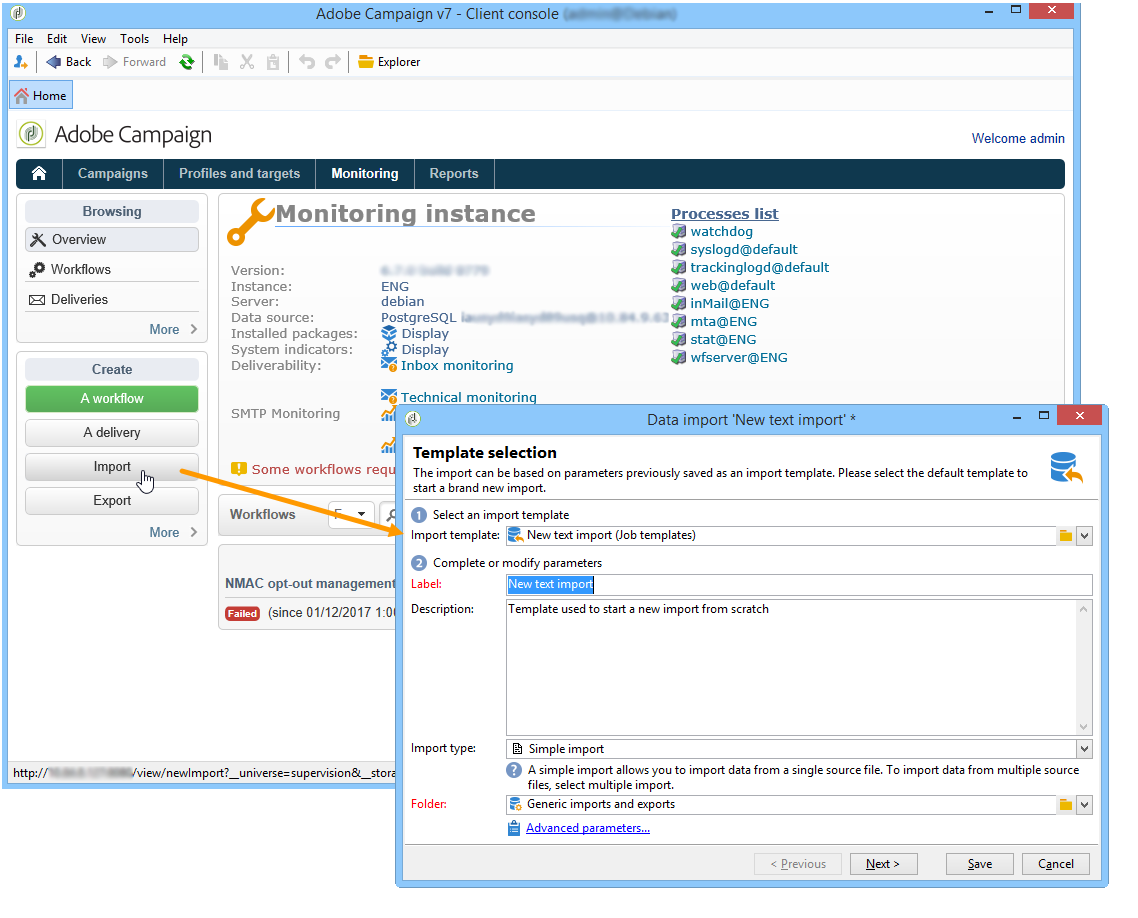 Adobe Campaign v7 - Client console
File Edit View Tools Help
Back Forward Explorer
Home
Adobe Campaign
Welcome admin
Campaigns Profiles and targets Monitoring Reports
Browsing
Overview
Workflows
Deliveries
More
Create
A workflow
A delivery
Import
Export
More
Monitoring instance
Version:
Instance: ENG
Server: debian
Data source: PostgreSQL
Installed packages: Display
System indicators: Display
Deliverability: Inbox monitoring
Technical monitoring
SMTP Monitoring
Some workflows requ
Processes list
watchdog
syslogd@default
trackinglogd@default
web@default
inMail@ENG
mta@ENG
stat@ENG
wfserver@ENG
Workflows
NMAC opt-out management
Failed (since 01/12/2017 1:00
http:// /view/newImport?__universe=supervision&__stora
Data import 'New text import' *
Template selection
The import can be based on parameters previously saved as an import template. Please select the default template to
start a brand new import.
1 Select an import template
Import template: New text import (Job templates)
2 Complete or modify parameters
Label: New text import
Description: Template used to start a new import from scratch
Import type: Simple import
? A simple import allows you to import data from a single source file. To import data from multiple source
files, select multiple import.
Folder: Generic imports and exports
Advanced parameters...
< Previous Next > Save Cancel